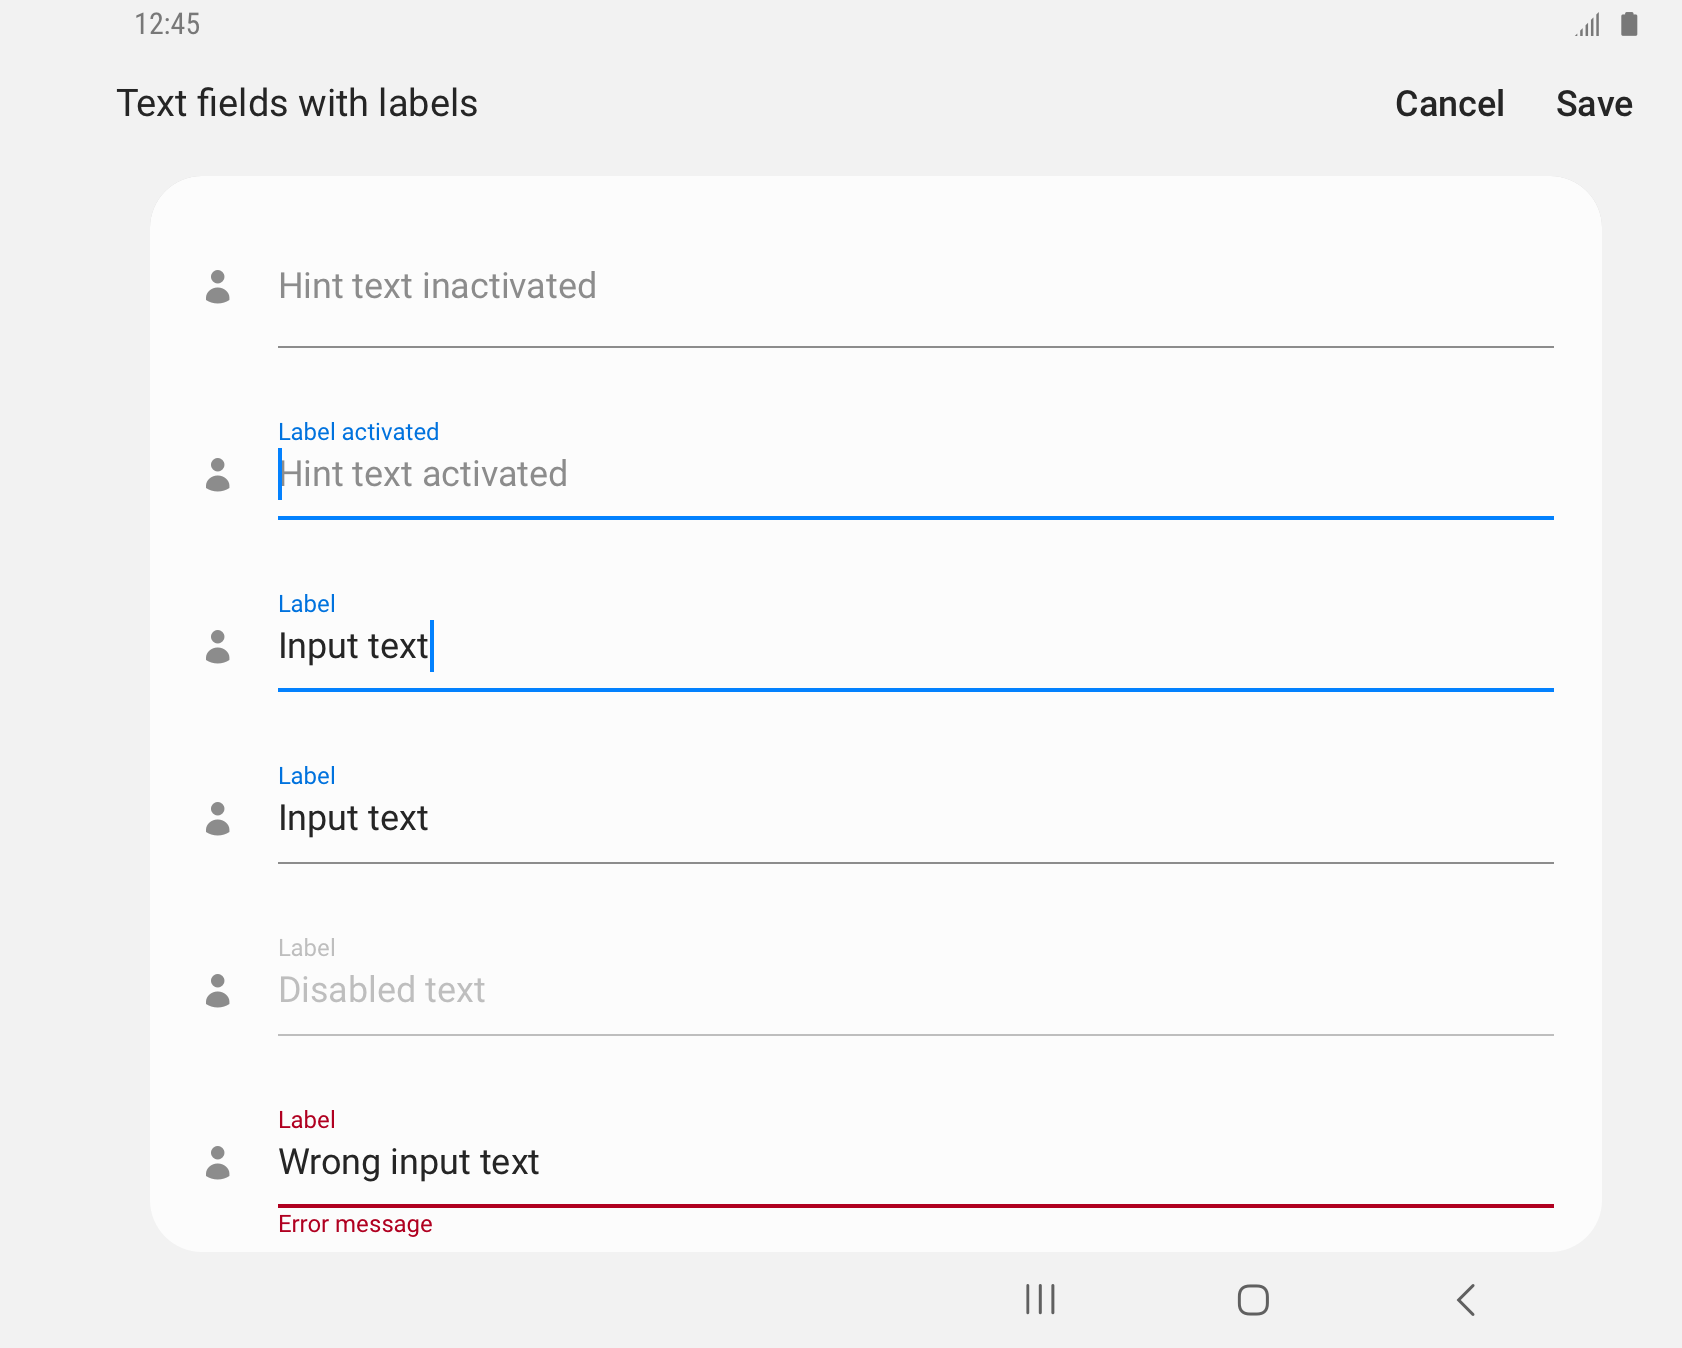 12:45
Text fields with labels
Cancel
Save
Hint text inactivated
Label activated
Hint text activated
Label
Input text
Label
Input text
Label
Disabled text
Label
Wrong input text
Error message